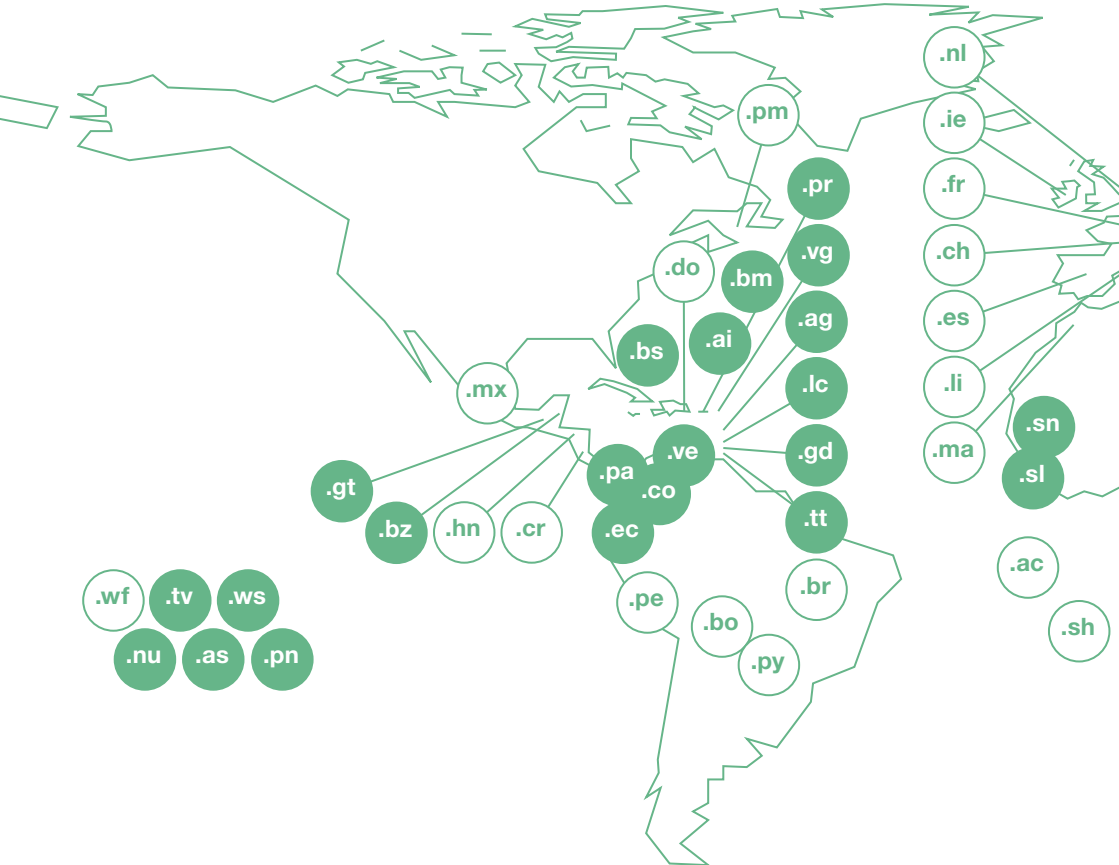 .nl
.pm
.ie
.pr
.fr
.vg
.ch
.do
.bm
.ag
.es
.ai
.bs
.lc
.li
.mx
.sn
.ve
.gd
.ma
.pa
.sl
.co
.gt
.tt
.bz
.hn
.cr
.ec
.ac
.br
.wf
.tv
.ws
.pe
.bo
.sh
.nu
.as
.pn
.py